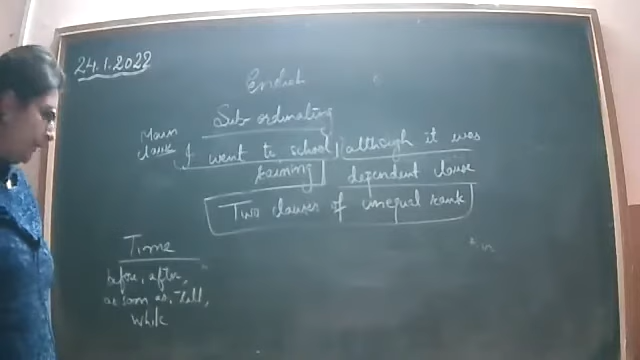 24.1.2022
English
Sub ordinating
Main clause
I went to school although it was
raining
dependent clause
Two clauses of unequal rank
Time
before, after,
as soon as, Till,
while